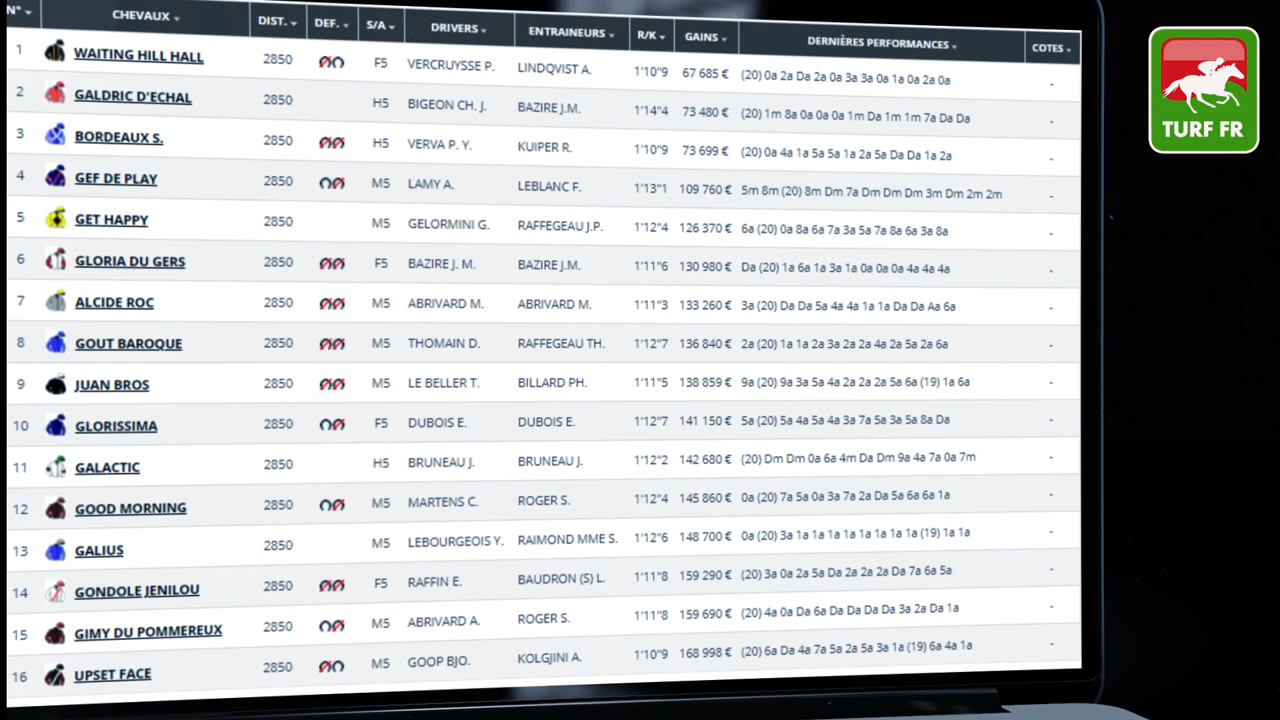 N° CHEVAUX DIST. DEF. S/A DRIVERS ENTRAINEURS R/K GAINS DERNIÈRES PERFORMANCES COTES
1 WAITING HILL HALL 2850 F5 VERCRUYSSE P. LINDQVIST A. 1'10"9 67 685 € (20) 0a 2a Da 2a 0a 3a 3a 0a 1a 0a 2a 0a -
2 GALDRIC D'ECHAL 2850 H5 BIGEON CH. J. BAZIRE J.M. 1'14"4 73 480 € (20) 1m 8a 0a 0a 0a 1m Da 1m 1m 7a Da Da -
3 BORDEAUX S. 2850 H5 VERVA P. Y. KUIPER R. 1'10"9 73 699 € (20) 0a 4a 1a 5a 5a 1a 2a 5a Da Da 1a 2a -
4 GEF DE PLAY 2850 M5 LAMY A. LEBLANC F. 1'13"1 109 760 € 5m 8m (20) 8m Dm 7a Dm Dm Dm 3m Dm 2m 2m -
5 GET HAPPY 2850 M5 GELORMINI G. RAFFEGEAU J.P. 1'12"4 126 370 € 6a (20) 0a 8a 6a 7a 3a 5a 7a 8a 6a 3a 8a -
6 GLORIA DU GERS 2850 F5 BAZIRE J. M. BAZIRE J.M. 1'11"6 130 980 € Da (20) 1a 6a 1a 3a 1a 0a 0a 0a 4a 4a 4a -
7 ALCIDE ROC 2850 M5 ABRIVARD M. ABRIVARD M. 1'11"3 133 260 € 3a (20) Da Da 5a 4a 4a 1a 1a Da Da Aa 6a -
8 GOUT BAROQUE 2850 M5 THOMAIN D. RAFFEGEAU TH. 1'12"7 136 840 € 2a (20) 1a 1a 2a 3a 2a 2a 4a 2a 5a 2a 6a -
9 JUAN BROS 2850 M5 LE BELLER T. BILLARD PH. 1'11"5 138 859 € 9a (20) 9a 3a 5a 4a 2a 2a 2a 5a 6a (19) 1a 6a -
10 GLORISSIMA 2850 F5 DUBOIS E. DUBOIS E. 1'12"7 141 150 € 5a (20) 5a 4a 5a 4a 3a 7a 5a 3a 5a 8a Da -
11 GALACTIC 2850 H5 BRUNEAU J. BRUNEAU J. 1'12"2 142 680 € (20) Dm Dm 0a 6a 4m Da Dm 9a 4a 7a 0a 7m -
12 GOOD MORNING 2850 M5 MARTENS C. ROGER S. 1'12"4 145 860 € 0a (20) 7a 5a 0a 3a 7a 2a Da 5a 6a 6a 1a -
13 GALIUS 2850 M5 LEBOURGEOIS Y. RAIMOND MME S. 1'12"6 148 700 € 0a (20) 3a 1a 1a 1a 1a 1a 1a 1a 1a (19) 1a 1a -
14 GONDOLE JENILOU 2850 F5 RAFFIN E. BAUDRON (S) L. 1'11"8 159 290 € (20) 3a 0a 2a 5a Da 2a 2a 2a Da 7a 6a 5a -
15 GIMY DU POMMEREUX 2850 M5 ABRIVARD A. ROGER S. 1'11"8 159 690 € (20) 4a 0a Da 6a Da Da Da Da 3a 2a Da 1a -
16 UPSET FACE 2850 M5 GOOP BJO. KOLGJINI A. 1'10"9 168 998 € (20) 6a Da 4a 7a 5a 2a 5a 3a 1a (19) 6a 4a 1a -
TURF FR